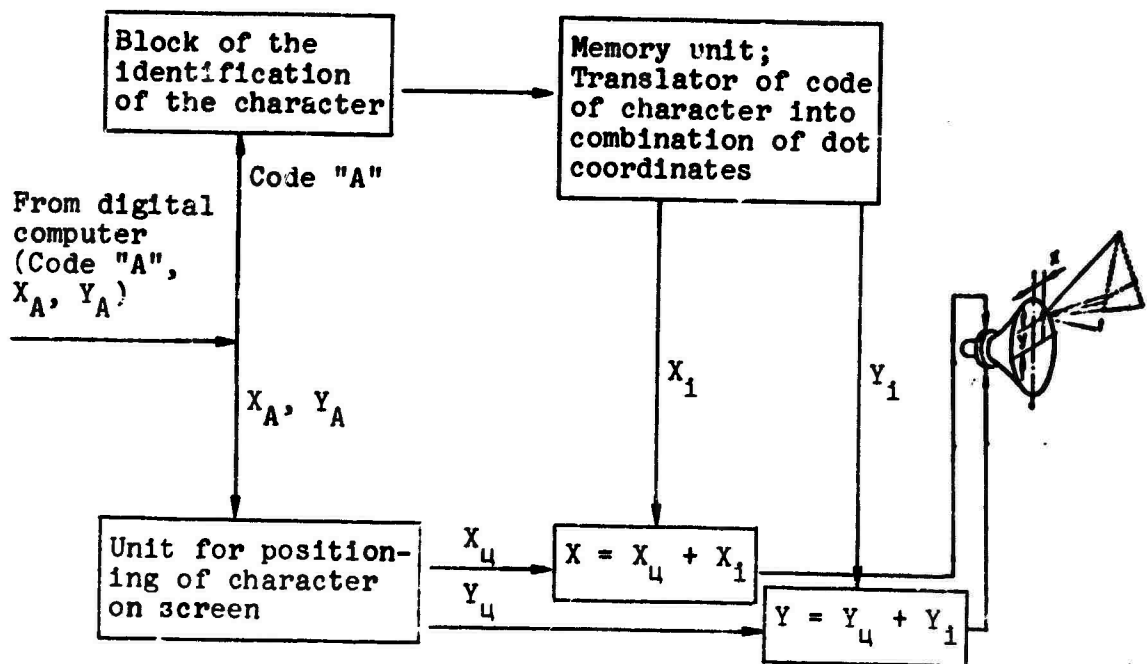 Block of the
identification
of the character
Memory unit;
Translator of code
of character into
combination of dot
coordinates
Code "A"
From digital
computer
(Code "A",
X_A, Y_A)
X_i
Y_i
X_A, Y_A
Unit for position-
ing of character
on screen
X_ц
Y_ц
X = X_ц + X_i
Y = Y_ц + Y_i